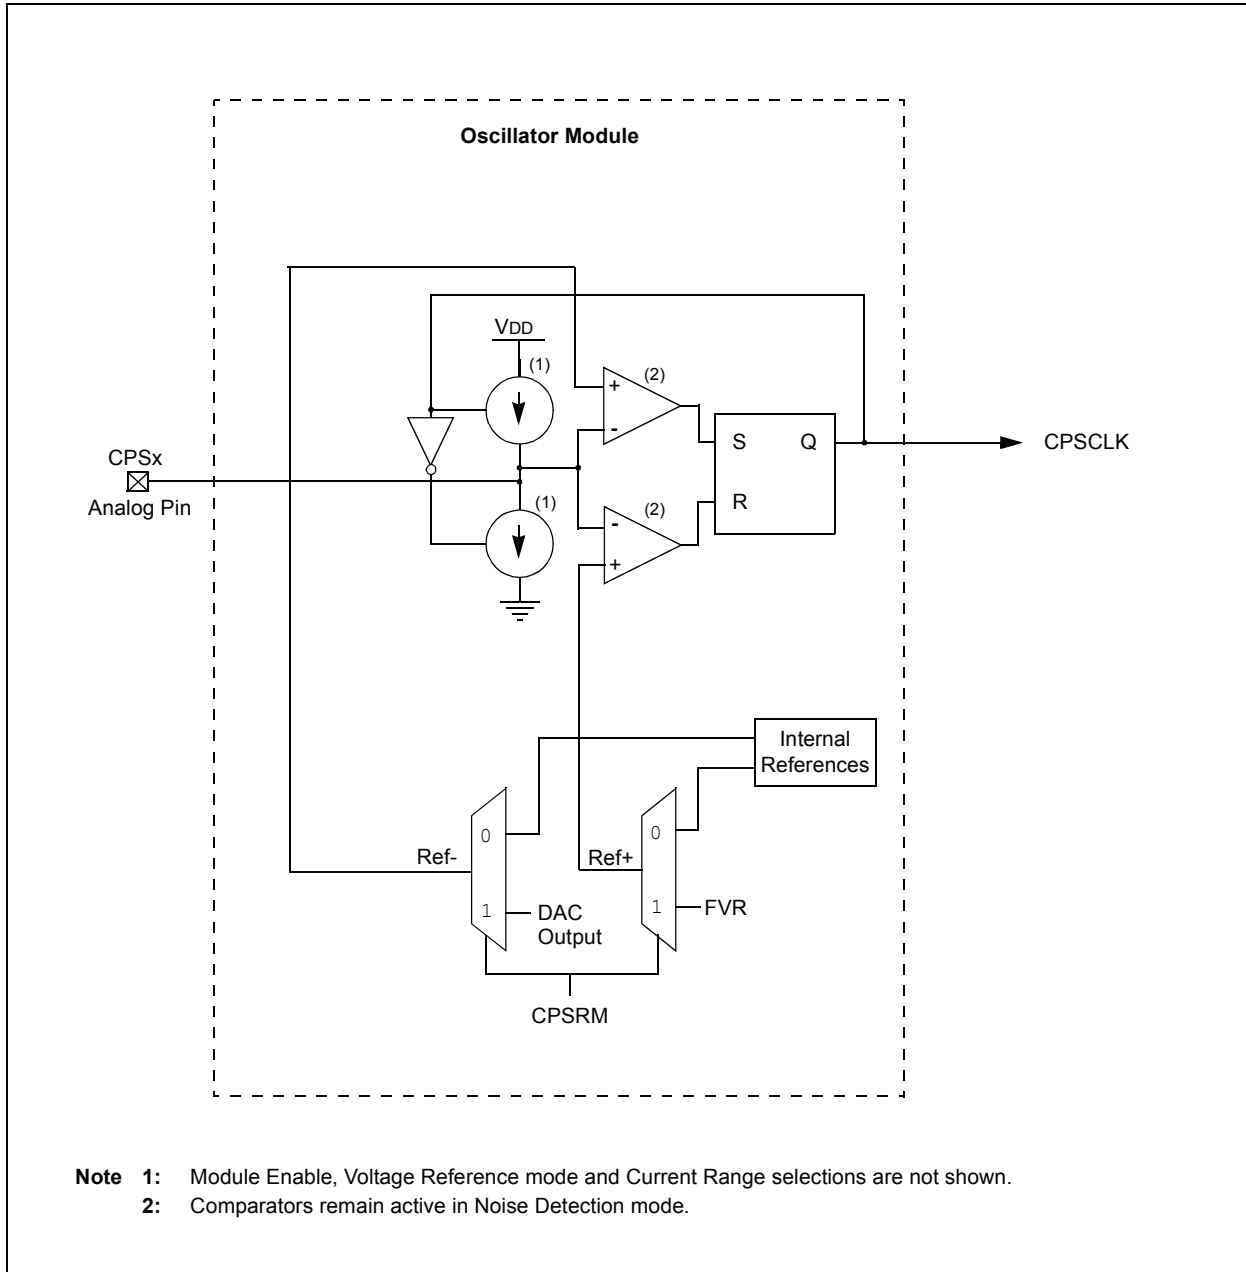 Oscillator Module
VDD
(1)
(2)
+
-
S Q
CPSCLK
CPSx
Analog Pin
(1)
(2)
-
+
R
Internal
References
0
0
Ref-
Ref+
1
DAC
Output
1
FVR
CPSRM
Note 1: Module Enable, Voltage Reference mode and Current Range selections are not shown.
2: Comparators remain active in Noise Detection mode.